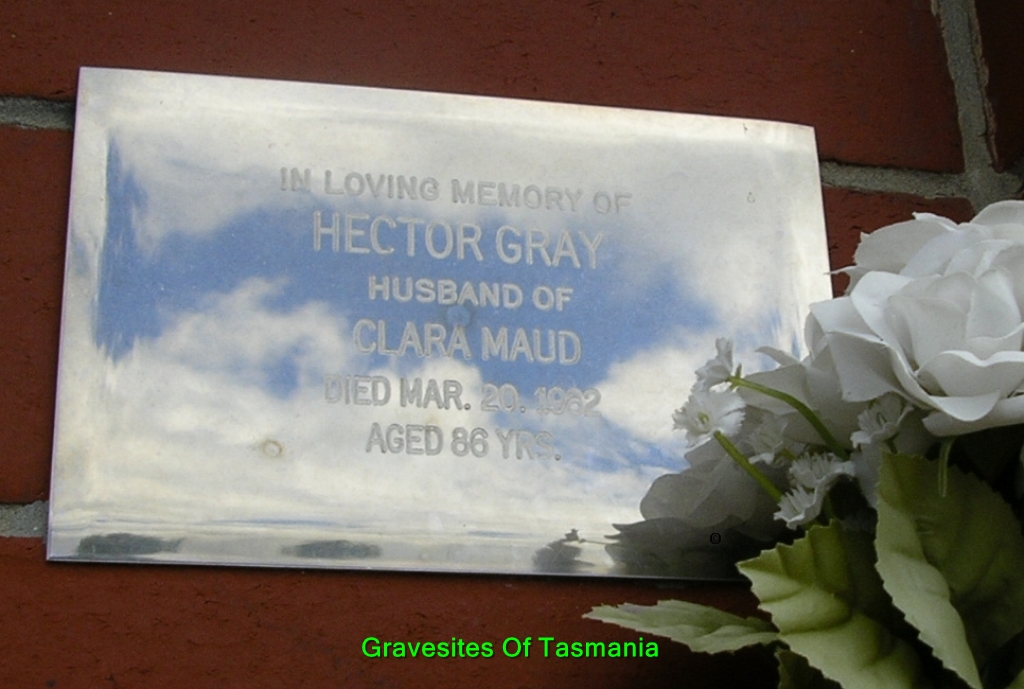 IN LOVING MEMORY OF
HECTOR GRAY
HUSBAND OF
CLARA MAUD
DIED MAR. 20. 1962
AGED 86 YRS.
©
Gravesites Of Tasmania